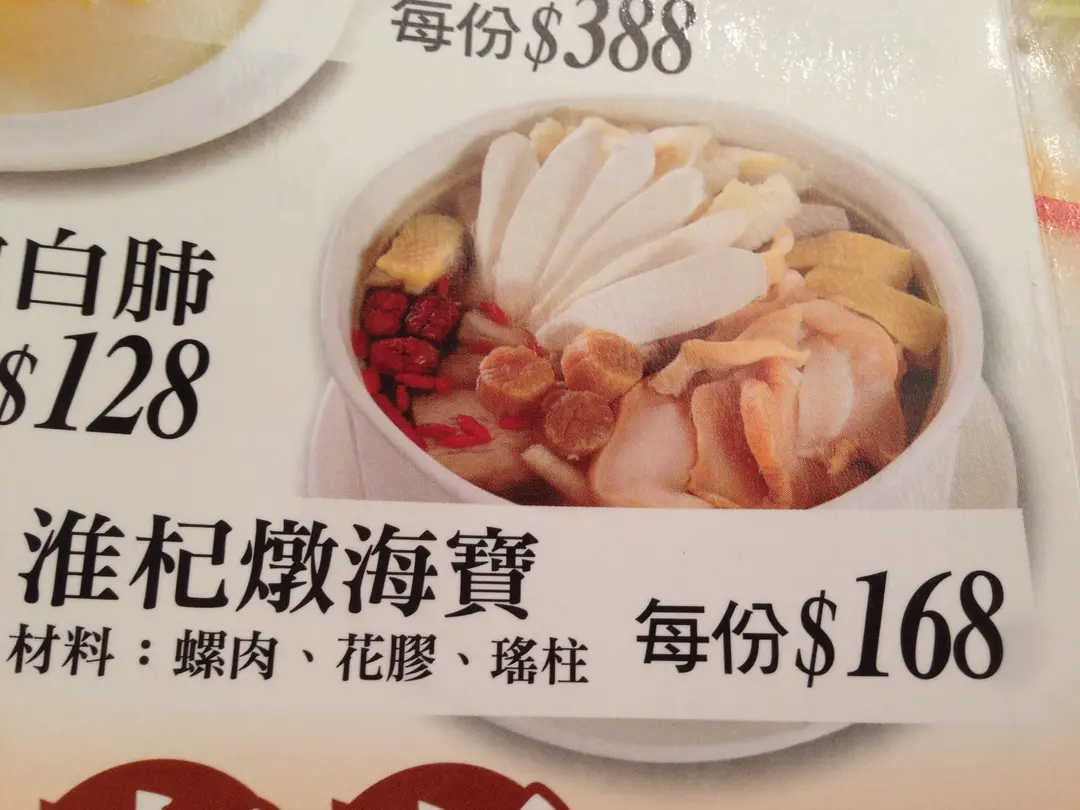 每份$388
白肺
$128
淮杞燉海寶
材料：螺肉、花膠、瑤柱
每份$168